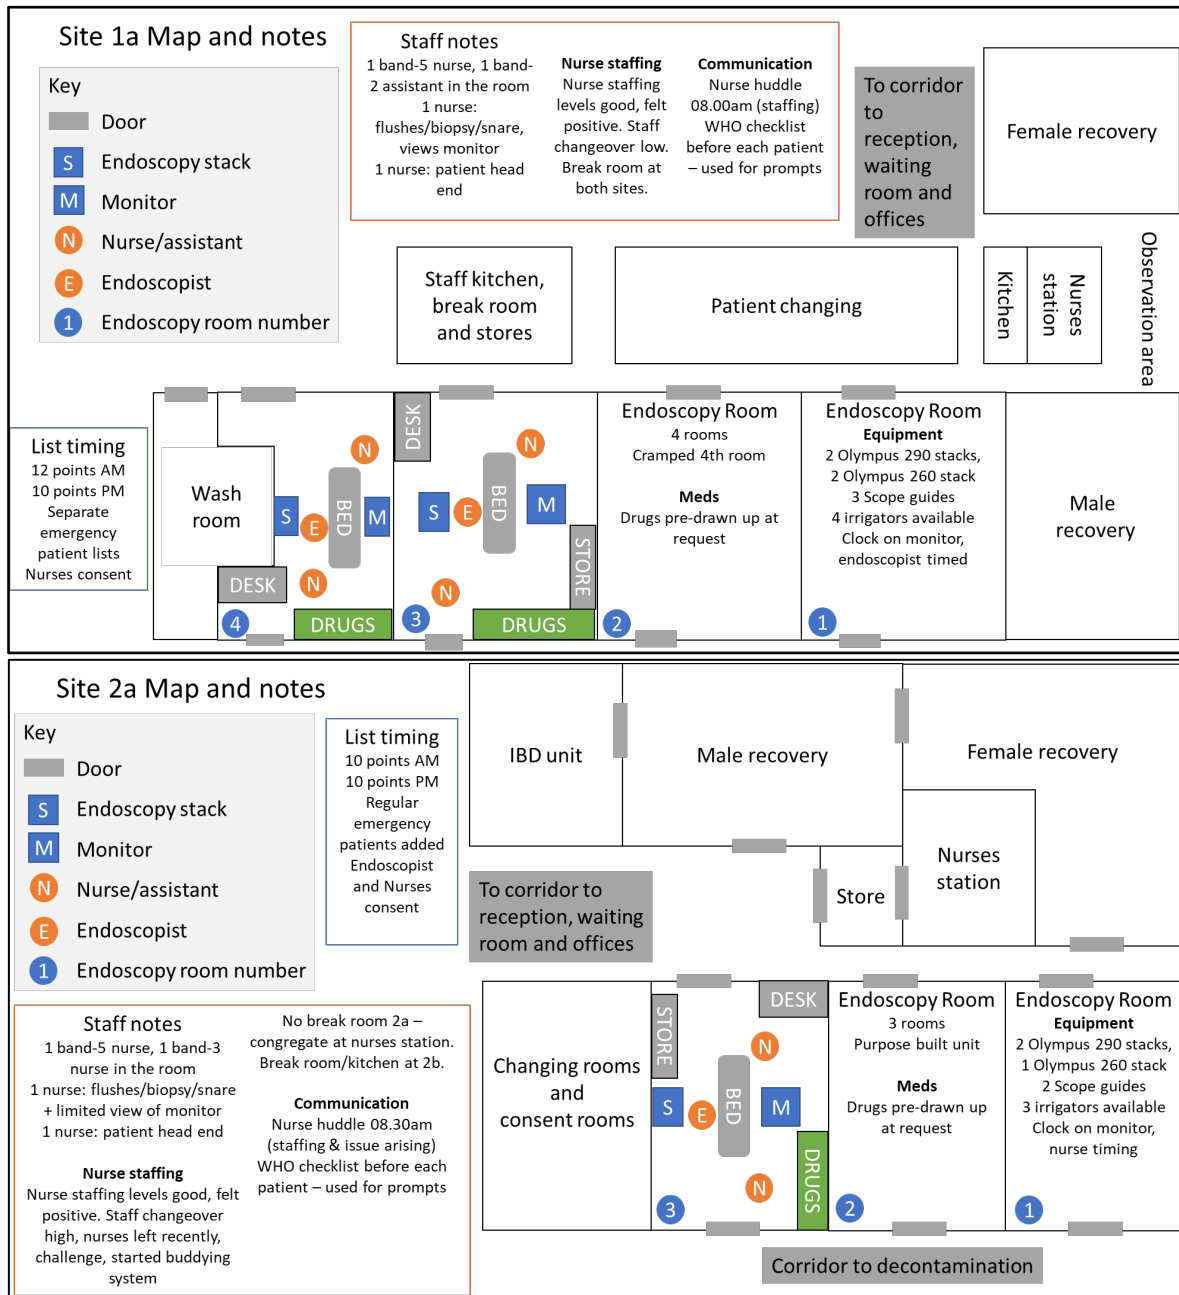 Site 1a Map and notes
Key
Door
S
Endoscopy stack
M
Monitor
N
Nurse/assistant
E
Endoscopist
1
Endoscopy room number
Staff notes
1 band-5 nurse, 1 band-
2 assistant in the room
1 nurse:
flushes/biopsy/snare,
views monitor
1 nurse: patient head
end
Nurse staffing
Nurse staffing
levels good, felt
positive. Staff
changeover low.
Break room at
both sites.
Communication
Nurse huddle
08.00am (staffing)
WHO checklist
before each patient
– used for prompts
To corridor
to
reception,
waiting
room and
offices
Female recovery
Staff kitchen,
break room
and stores
Patient changing
Kitchen
Nurses
station
Observation area
List timing
12 points AM
10 points PM
Separate
emergency
patient lists
Nurses consent
Wash
room
S
E
BED
M
N
N
DESK
4
DRUGS
DESK
N
S
E
BED
M
STORE
N
3
DRUGS
Endoscopy Room
4 rooms
Cramped 4th room
Meds
Drugs pre-drawn up at
request
2
Endoscopy Room
Equipment
2 Olympus 290 stacks,
2 Olympus 260 stack
3 Scope guides
4 irrigators available
Clock on monitor,
endoscopist timed
1
Male
recovery
Site 2a Map and notes
Key
Door
S
Endoscopy stack
M
Monitor
N
Nurse/assistant
E
Endoscopist
1
Endoscopy room number
List timing
10 points AM
10 points PM
Regular
emergency
patients added
Endoscopist
and Nurses
consent
IBD unit
Male recovery
Female recovery
Nurses
station
Store
To corridor to
reception, waiting
room and offices
Staff notes
1 band-5 nurse, 1 band-3
nurse in the room
1 nurse: flushes/biopsy/snare
+ limited view of monitor
1 nurse: patient head end
Nurse staffing
Nurse staffing levels good, felt
positive. Staff changeover
high, nurses left recently,
challenge, started buddying
system
No break room 2a –
congregate at nurses station.
Break room/kitchen at 2b.
Communication
Nurse huddle 08.30am
(staffing & issue arising)
WHO checklist before each
patient – used for prompts
Changing rooms
and
consent rooms
STORE
DESK
N
S
E
BED
M
N
DRUGS
3
Endoscopy Room
3 rooms
Purpose built unit
Meds
Drugs pre-drawn up
at request
2
Endoscopy Room
Equipment
2 Olympus 290 stacks,
1 Olympus 260 stack
2 Scope guides
3 irrigators available
Clock on monitor,
nurse timing
1
Corridor to decontamination